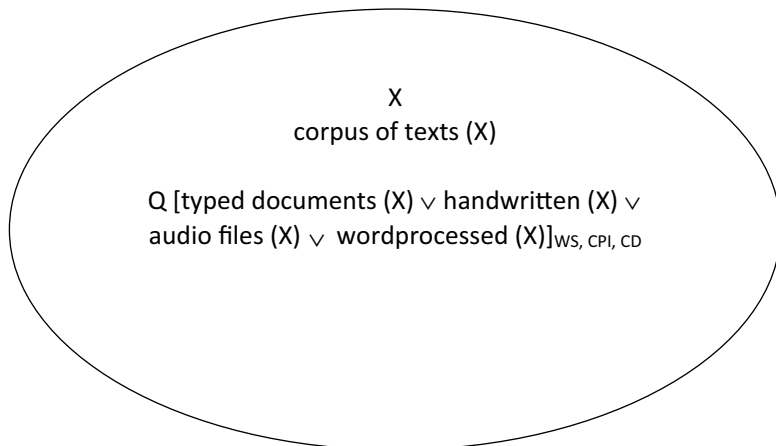 X
corpus of texts (X)
Q [typed documents (X) ∨ handwritten (X) ∨
audio files (X) ∨ wordprocessed (X)]WS, CPI, CD